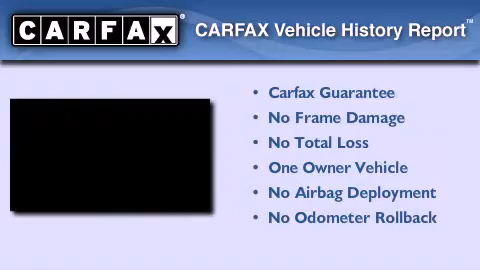 CARFAX® CARFAX Vehicle History Report™
• Carfax Guarantee
• No Frame Damage
• No Total Loss
• One Owner Vehicle
• No Airbag Deployment
• No Odometer Rollback